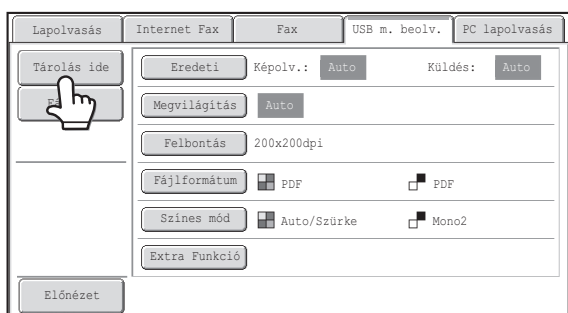 Lapolvasás
Internet Fax
Fax
USB m. beolv.
PC lapolvasás
Tárolás ide
Eredeti
Képolv.:
Auto
Küldés:
Auto
Megvilágítás
Auto
Felbontás
200x200dpi
Fájlformátum
PDF
PDF
Színes mód
Auto/Szürke
Mono2
Extra Funkció
Előnézet